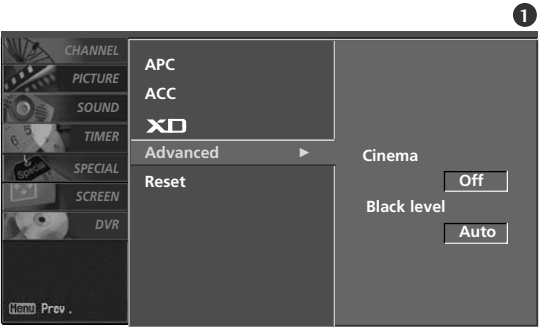 1
CHANNEL
PICTURE
SOUND
TIMER
SPECIAL
SCREEN
DVR
Menu Prev .
APC
ACC
XD
Advanced ►
Reset
Cinema
Off
Black level
Auto